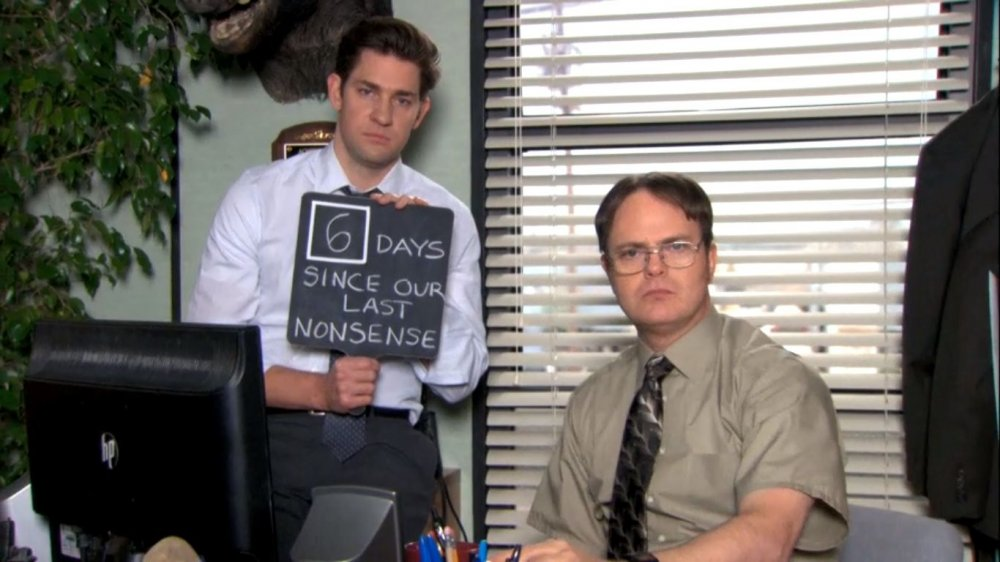 6 DAYS
SINCE OUR
LAST
NONSENSE
hp